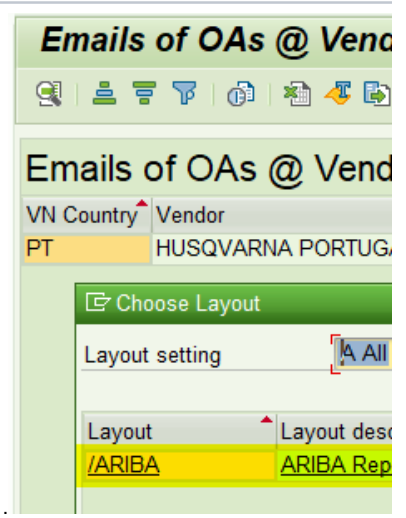 Emails of OAs @ Vend
Emails of OAs @ Vend
VN Country Vendor
PT HUSQVARNA PORTUGA
Choose Layout
Layout setting A All
Layout Layout desc
/ARIBA ARIBA Rep